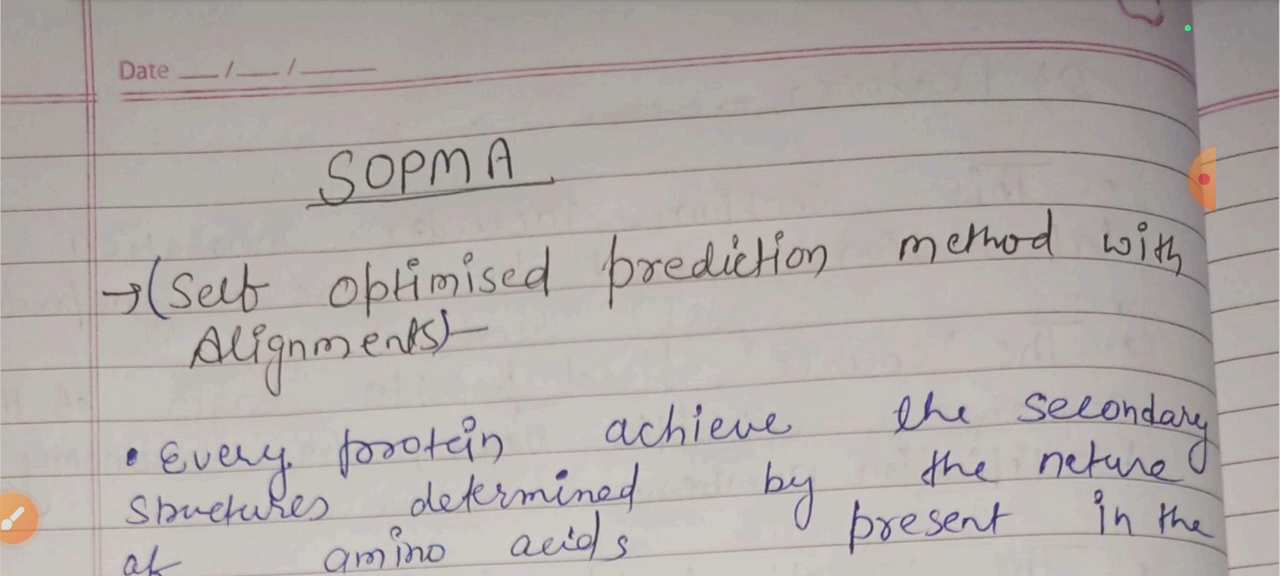 Date __/__/____
SOPMA
→ (Self optimised prediction method with
Alignments) –
• Every protein achieve the secondary
structures determined by the neture
of amino acids present in the